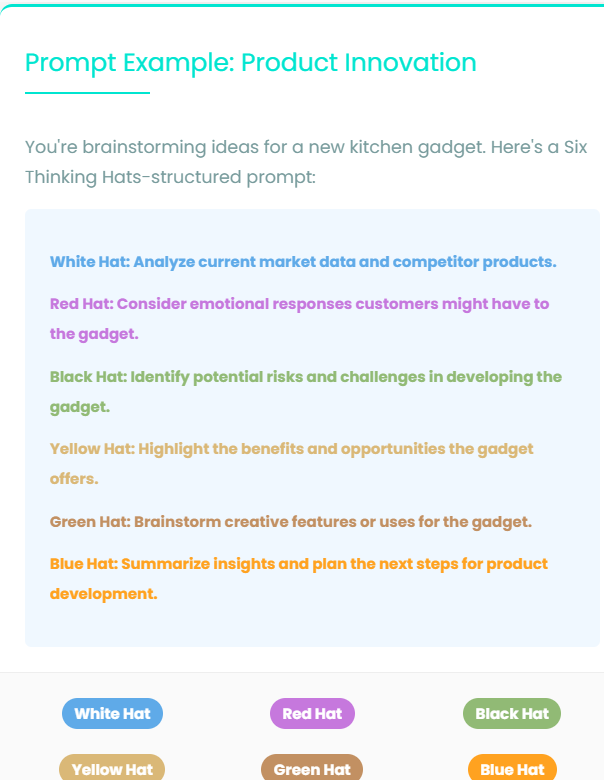 Prompt Example: Product Innovation
You're brainstorming ideas for a new kitchen gadget. Here's a Six
Thinking Hats-structured prompt:
White Hat: Analyze current market data and competitor products.
Red Hat: Consider emotional responses customers might have to
the gadget.
Black Hat: Identify potential risks and challenges in developing the
gadget.
Yellow Hat: Highlight the benefits and opportunities the gadget
offers.
Green Hat: Brainstorm creative features or uses for the gadget.
Blue Hat: Summarize insights and plan the next steps for product
development.
White Hat
Red Hat
Black Hat
Yellow Hat
Green Hat
Blue Hat